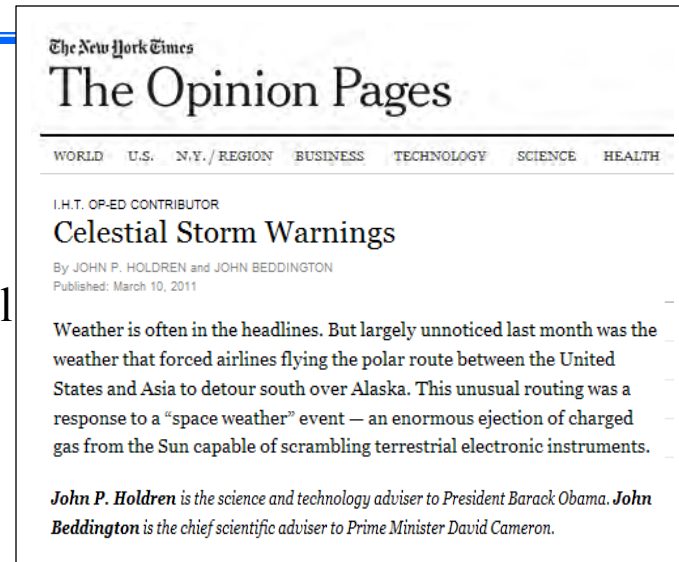 The New York Times
The Opinion Pages
WORLD U.S. N.Y. / REGION BUSINESS TECHNOLOGY SCIENCE HEALTH
I.H.T. OP-ED CONTRIBUTOR
Celestial Storm Warnings
By JOHN P. HOLDREN and JOHN BEDDINGTON
Published: March 10, 2011
l
Weather is often in the headlines. But largely unnoticed last month was the
weather that forced airlines flying the polar route between the United
States and Asia to detour south over Alaska. This unusual routing was a
response to a “space weather” event — an enormous ejection of charged
gas from the Sun capable of scrambling terrestrial electronic instruments.
John P. Holdren is the science and technology adviser to President Barack Obama. John
Beddington is the chief scientific adviser to Prime Minister David Cameron.